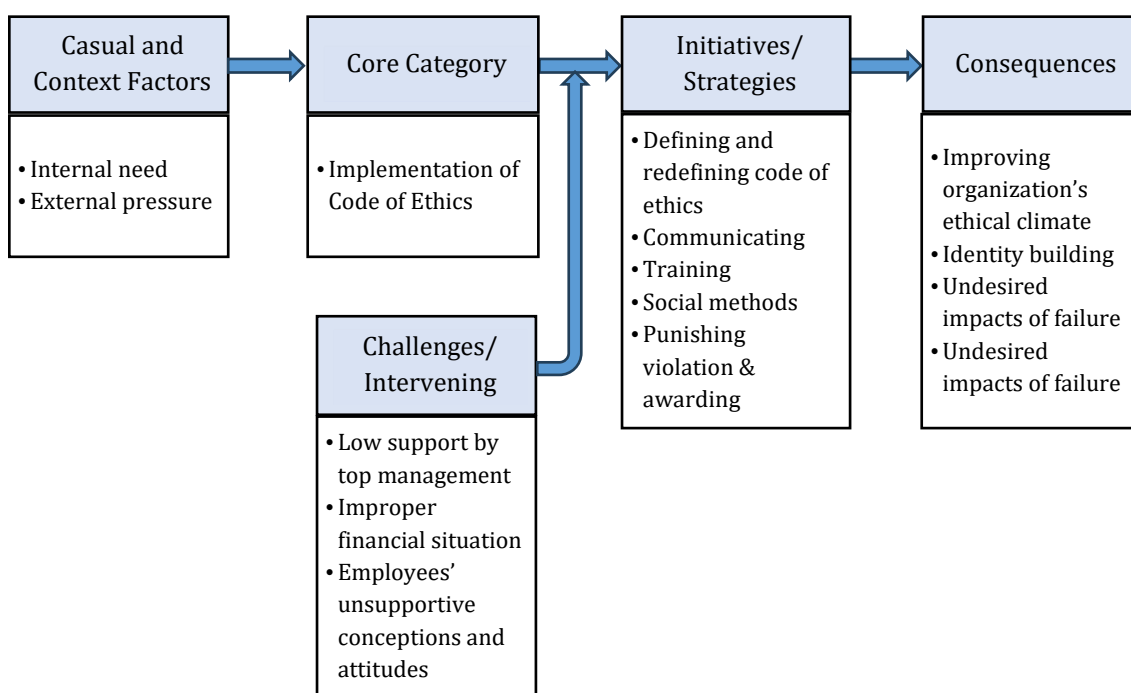 Casual and
Context Factors
• Internal need
• External pressure
Core Category
• Implementation of
Code of Ethics
Challenges/
Intervening
• Low support by
top management
• Improper
financial situation
• Employees’
unsupportive
conceptions and
attitudes
Initiatives/
Strategies
• Defining and
redefining code of
ethics
• Communicating
• Training
• Social methods
• Punishing
violation &
awarding
Consequences
• Improving
organization’s
ethical climate
• Identity building
• Undesired
impacts of failure
• Undesired
impacts of failure